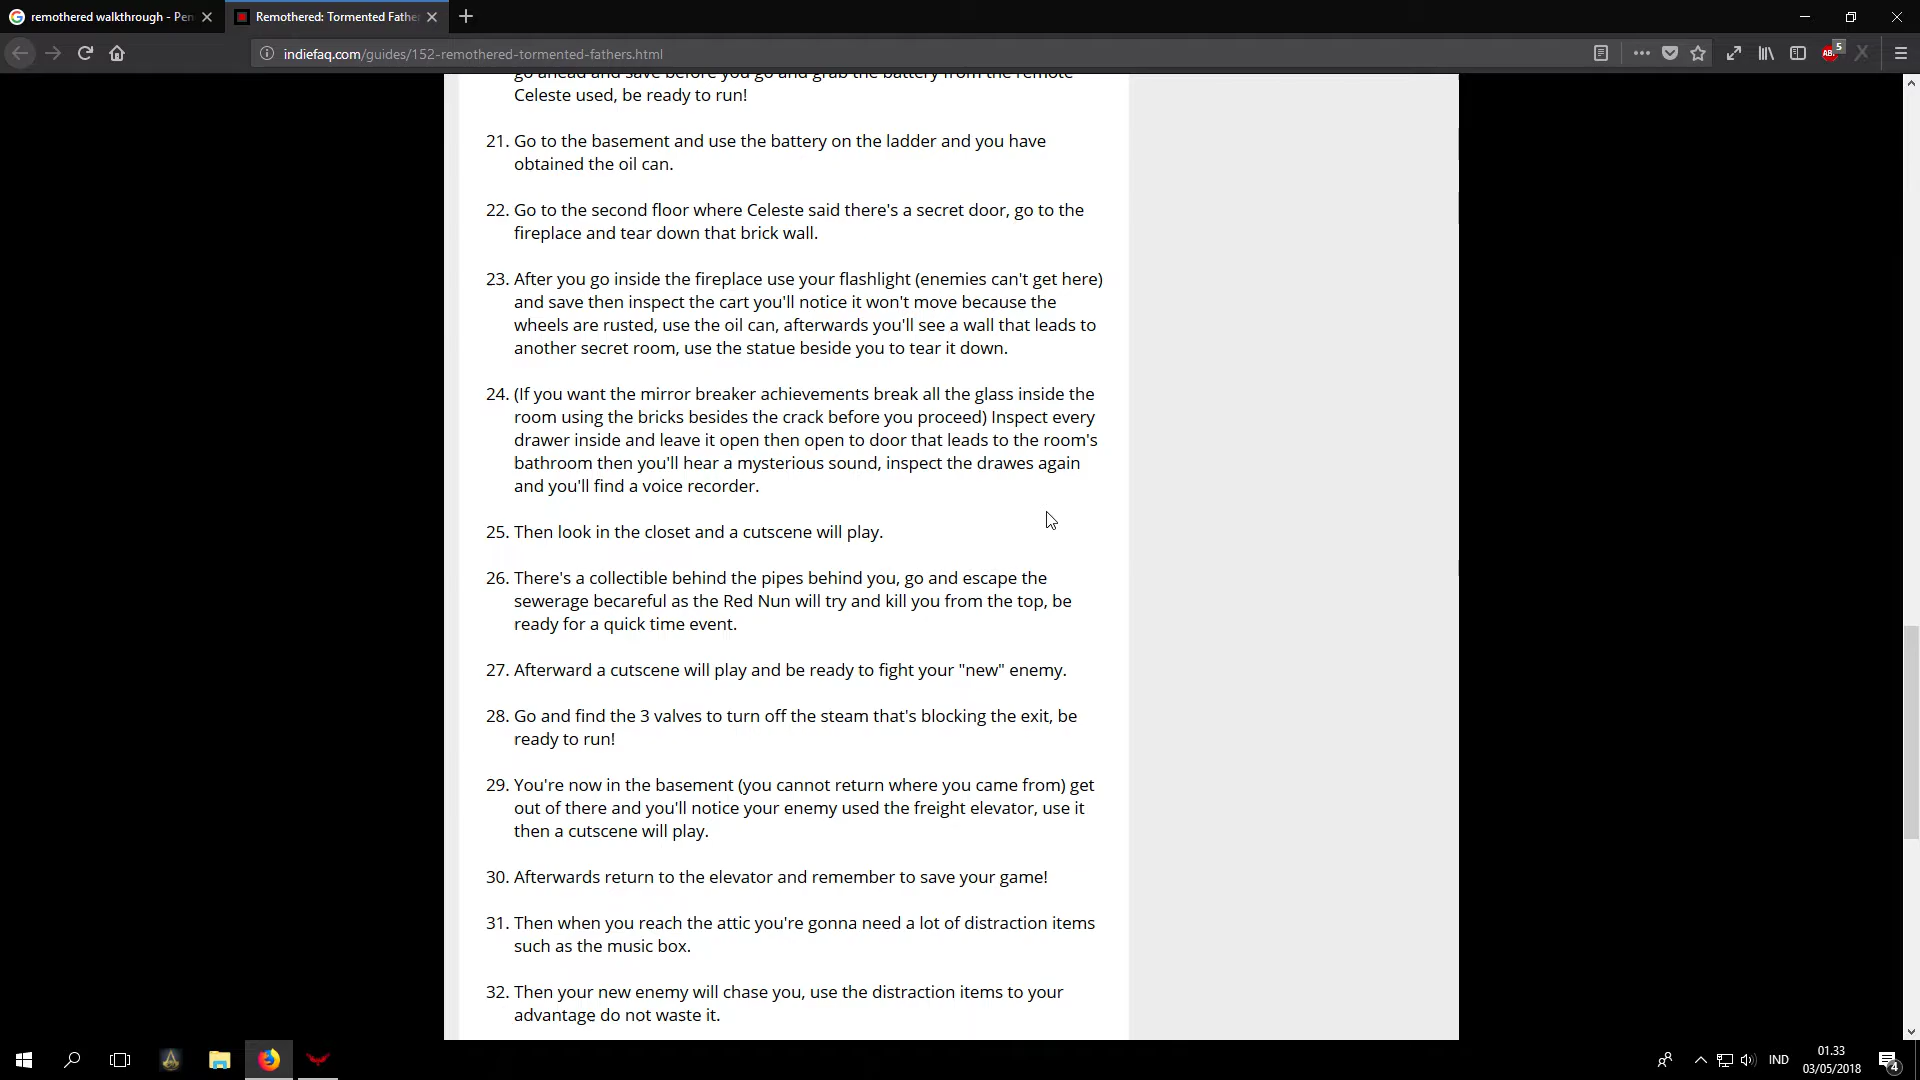 remothered walkthrough - Pen
Remothered: Tormented Fathe
indiefaq.com/guides/152-remothered-tormented-fathers.html
5
go ahead and save before you go and grab the battery from the remote
Celeste used, be ready to run!
21. Go to the basement and use the battery on the ladder and you have
obtained the oil can.
22. Go to the second floor where Celeste said there's a secret door, go to the
fireplace and tear down that brick wall.
23. After you go inside the fireplace use your flashlight (enemies can't get here)
and save then inspect the cart you'll notice it won't move because the
wheels are rusted, use the oil can, afterwards you'll see a wall that leads to
another secret room, use the statue beside you to tear it down.
24. (If you want the mirror breaker achievements break all the glass inside the
room using the bricks besides the crack before you proceed) Inspect every
drawer inside and leave it open then open to door that leads to the room's
bathroom then you'll hear a mysterious sound, inspect the drawes again
and you'll find a voice recorder.
25. Then look in the closet and a cutscene will play.
26. There's a collectible behind the pipes behind you, go and escape the
sewerage becareful as the Red Nun will try and kill you from the top, be
ready for a quick time event.
27. Afterward a cutscene will play and be ready to fight your "new" enemy.
28. Go and find the 3 valves to turn off the steam that's blocking the exit, be
ready to run!
29. You're now in the basement (you cannot return where you came from) get
out of there and you'll notice your enemy used the freight elevator, use it
then a cutscene will play.
30. Afterwards return to the elevator and remember to save your game!
31. Then when you reach the attic you're gonna need a lot of distraction items
such as the music box.
32. Then your new enemy will chase you, use the distraction items to your
advantage do not waste it.
IND
01.33
03/05/2018
4